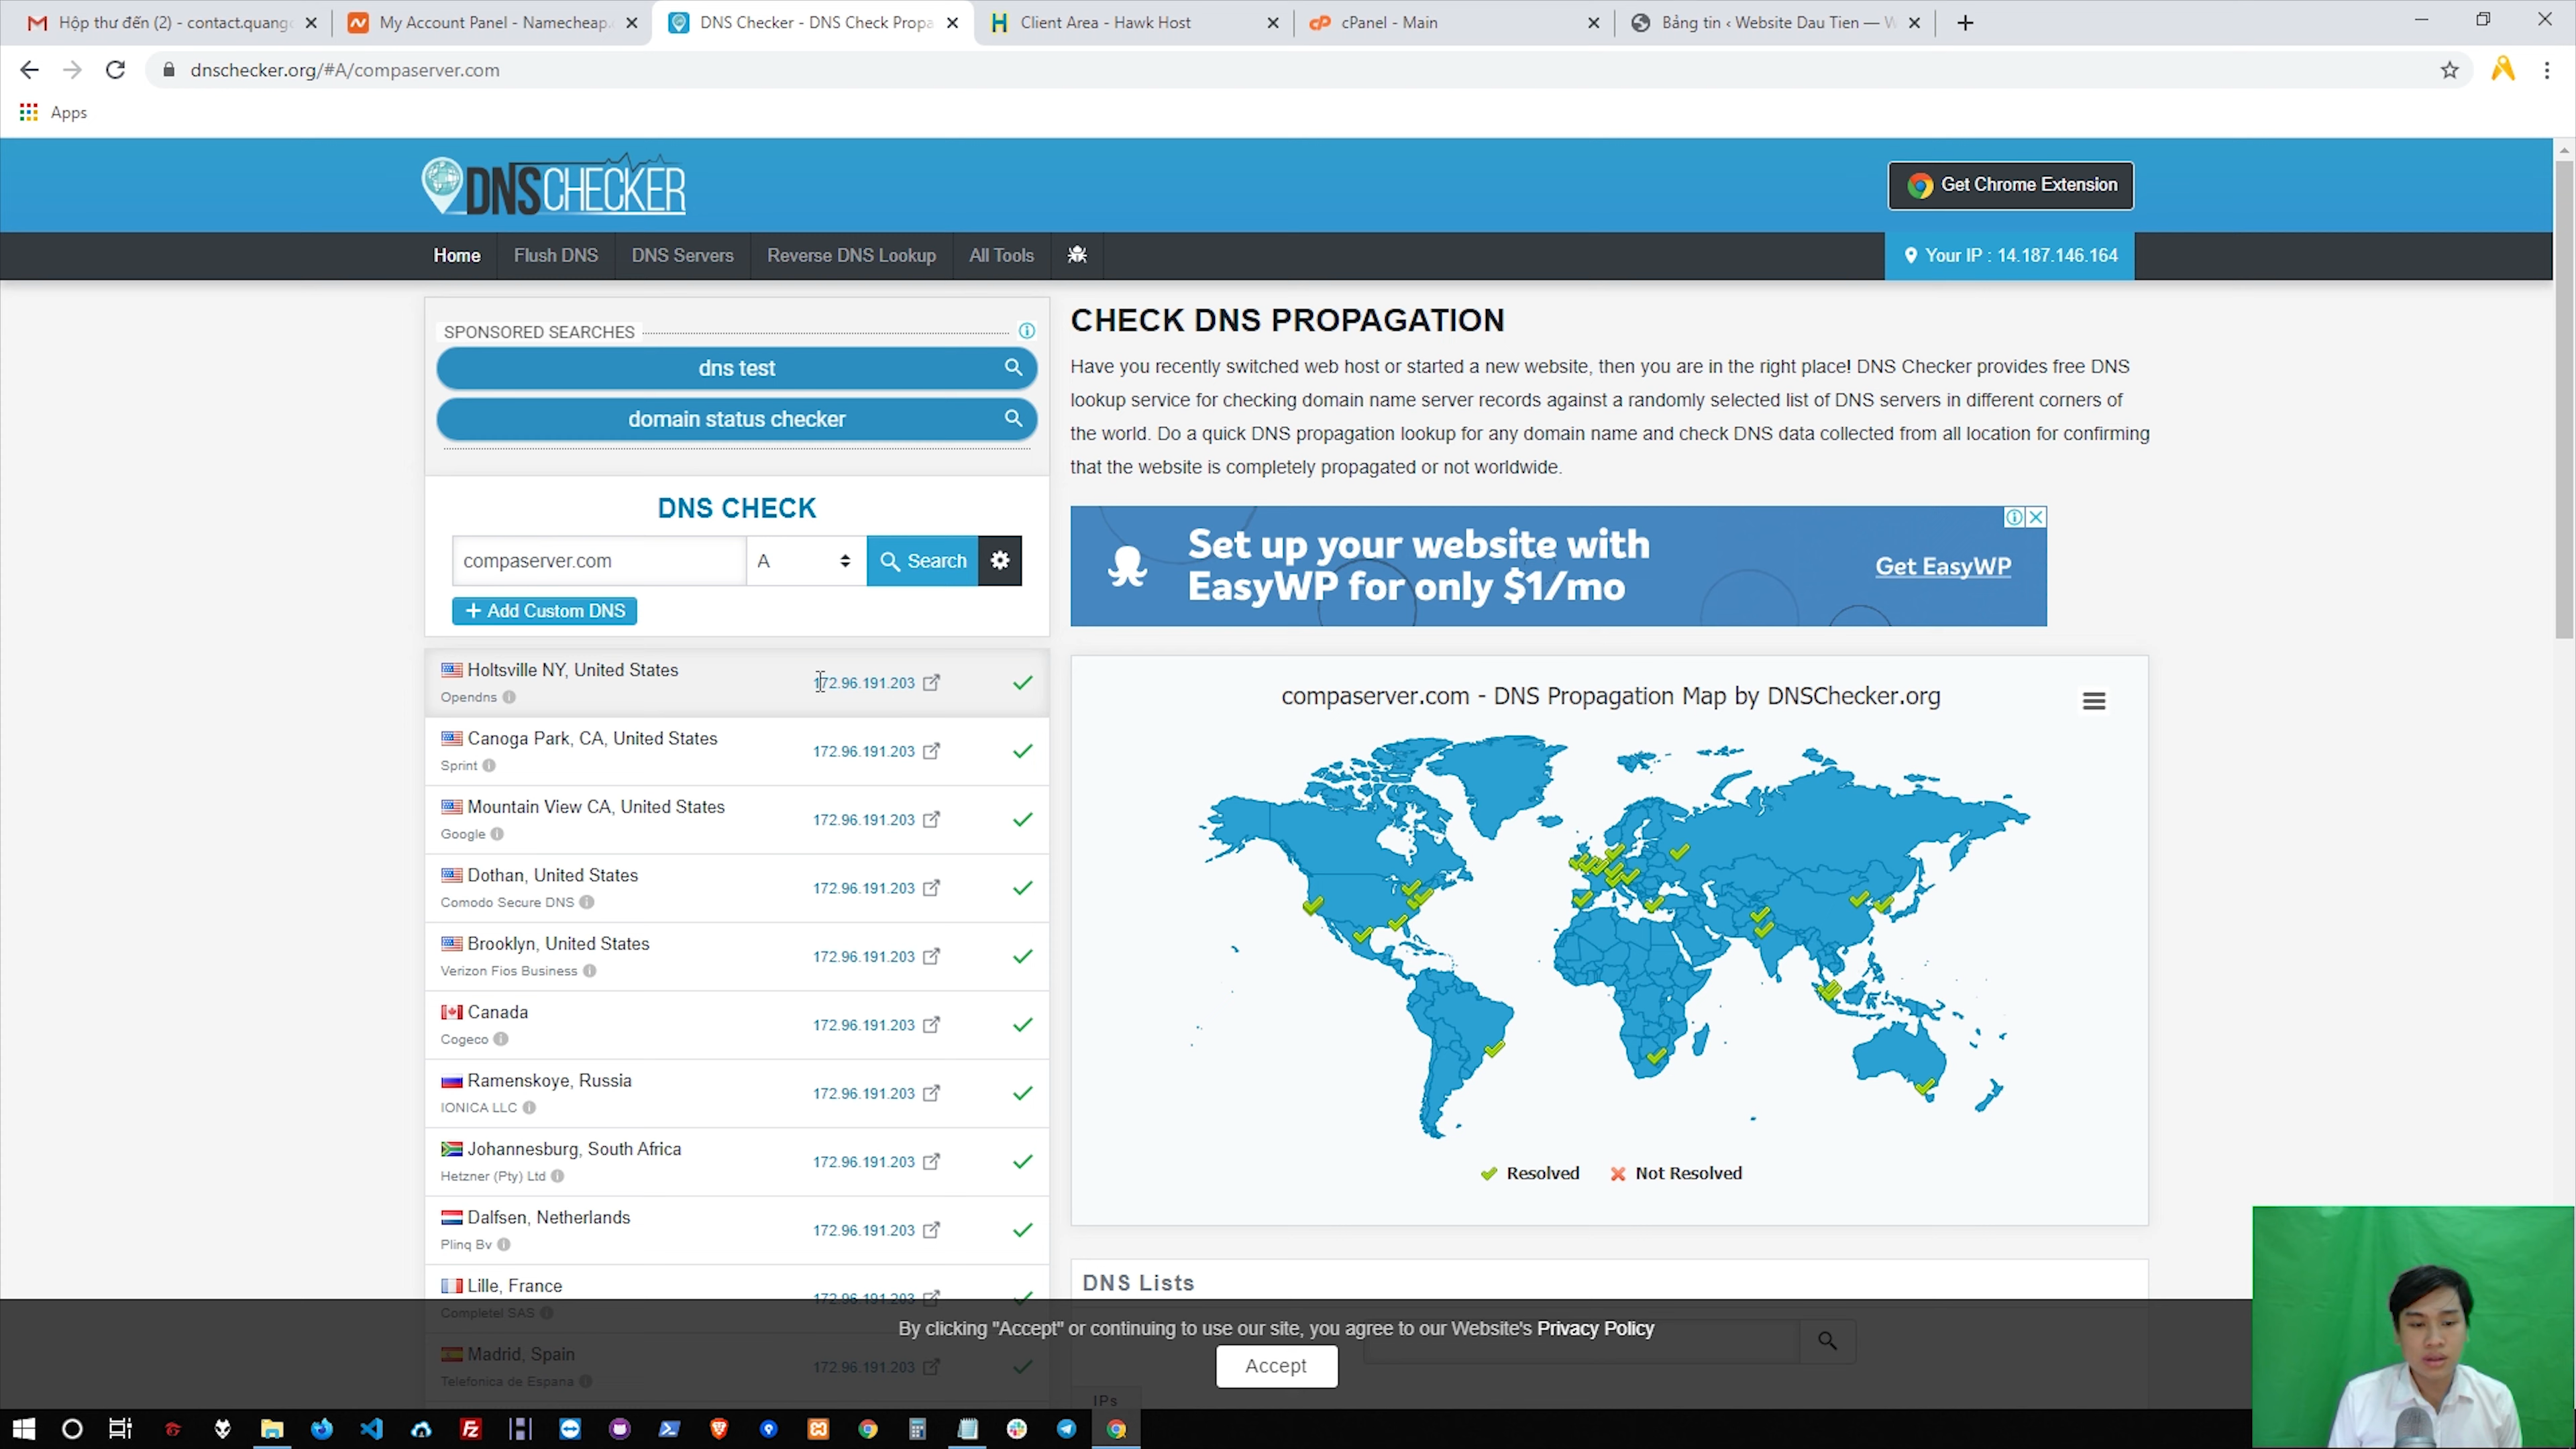 Hộp thư đến (2) - contact.quang
My Account Panel - Namecheap.
DNS Checker - DNS Check Propa
Client Area - Hawk Host
cPanel - Main
Bảng tin ‹ Website Dau Tien — W
dnschecker.org/#A/compaserver.com
Apps
DNSCHECKER
Get Chrome Extension
Home
Flush DNS
DNS Servers
Reverse DNS Lookup
All Tools
Your IP : 14.187.146.164
SPONSORED SEARCHES
dns test
domain status checker
DNS CHECK
compaserver.com
A
Search
+ Add Custom DNS
Holtsville NY, United States
Opendns
172.96.191.203
Canoga Park, CA, United States
Sprint
172.96.191.203
Mountain View CA, United States
Google
172.96.191.203
Dothan, United States
Comodo Secure DNS
172.96.191.203
Brooklyn, United States
Verizon Fios Business
172.96.191.203
Canada
Cogeco
172.96.191.203
Ramenskoye, Russia
IONICA LLC
172.96.191.203
Johannesburg, South Africa
Hetzner (Pty) Ltd
172.96.191.203
Dalfsen, Netherlands
Plinq Bv
172.96.191.203
Lille, France
Completel SAS
172.96.191.203
Madrid, Spain
Telefonica de Espana
172.96.191.203
CHECK DNS PROPAGATION
Have you recently switched web host or started a new website, then you are in the right place! DNS Checker provides free DNS
lookup service for checking domain name server records against a randomly selected list of DNS servers in different corners of
the world. Do a quick DNS propagation lookup for any domain name and check DNS data collected from all location for confirming
that the website is completely propagated or not worldwide.
Set up your website with
EasyWP for only $1/mo
Get EasyWP
compaserver.com - DNS Propagation Map by DNSChecker.org
Resolved
Not Resolved
DNS Lists
By clicking "Accept" or continuing to use our site, you agree to our Website's Privacy Policy
Accept
IPs